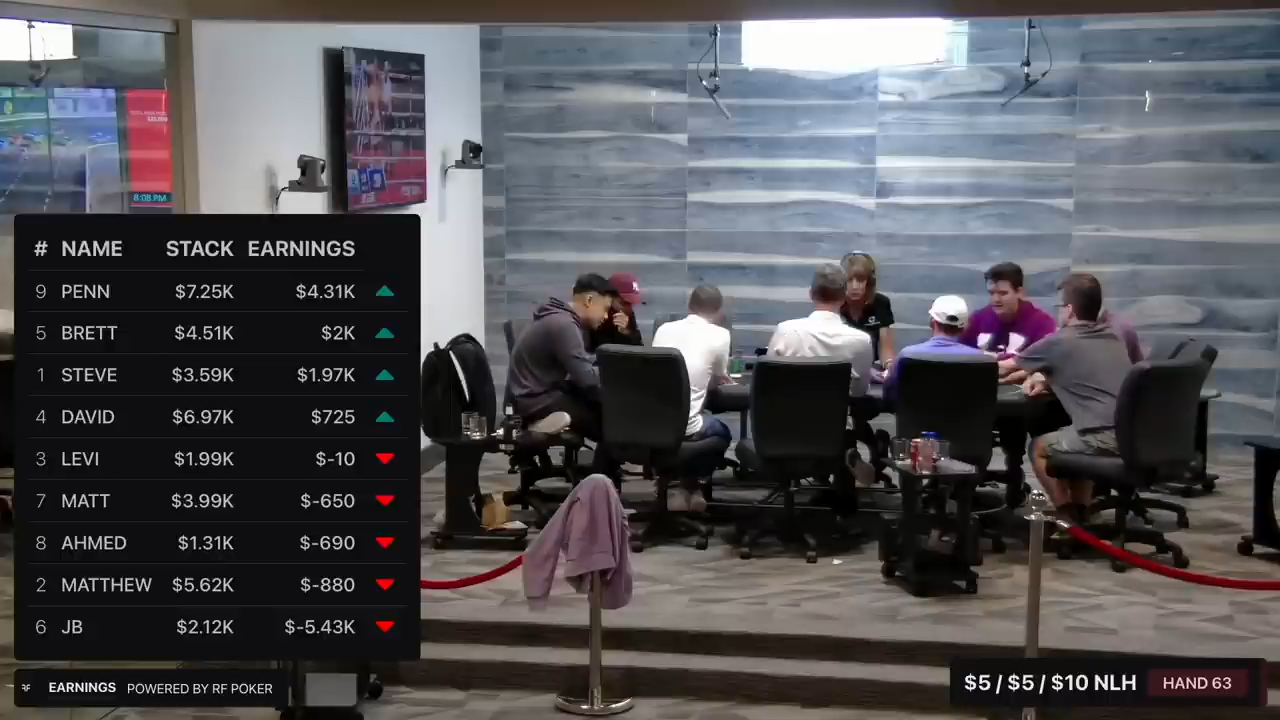 8:08 PM
# NAME STACK EARNINGS
9 PENN $7.25K $4.31K
5 BRETT $4.51K $2K
1 STEVE $3.59K $1.97K
4 DAVID $6.97K $725
3 LEVI $1.99K $-10
7 MATT $3.99K $-650
8 AHMED $1.31K $-690
2 MATTHEW $5.62K $-880
6 JB $2.12K $-5.43K
RF EARNINGS POWERED BY RF POKER
$5 / $5 / $10 NLH HAND 63